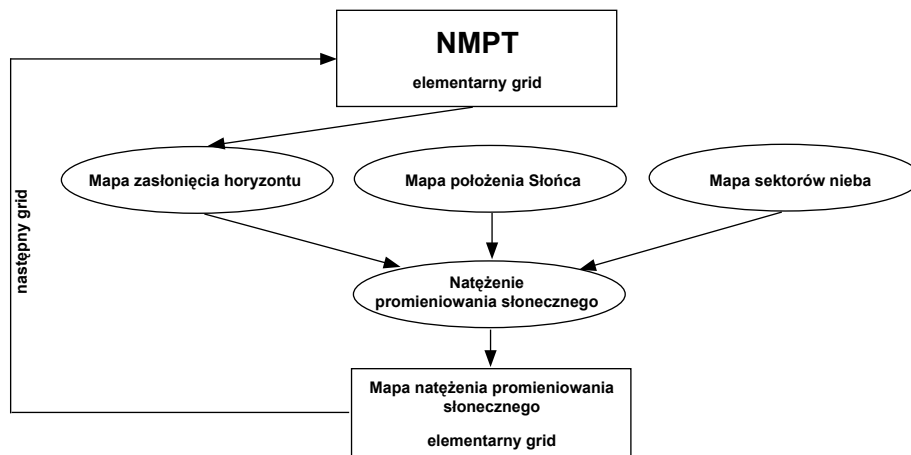 NMPT
elementarny grid
Mapa zasłonięcia horyzontu
Mapa położenia Słońca
Mapa sektorów nieba
następny grid
Natężenie
promieniowania słonecznego
Mapa natężenia promieniowania
słonecznego
elementarny grid